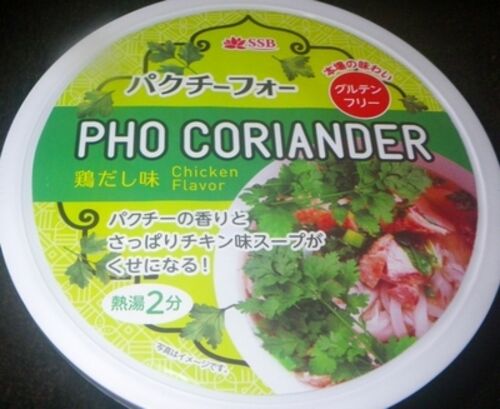 SSB
パクチーフォー
本場の味わい
グルテン
フリー
PHO CORIANDER
鶏だし味
Chicken
Flavor
パクチーの香りと
さっぱりチキン味スープが
くせになる!
熱湯2分
写真はイメージです。